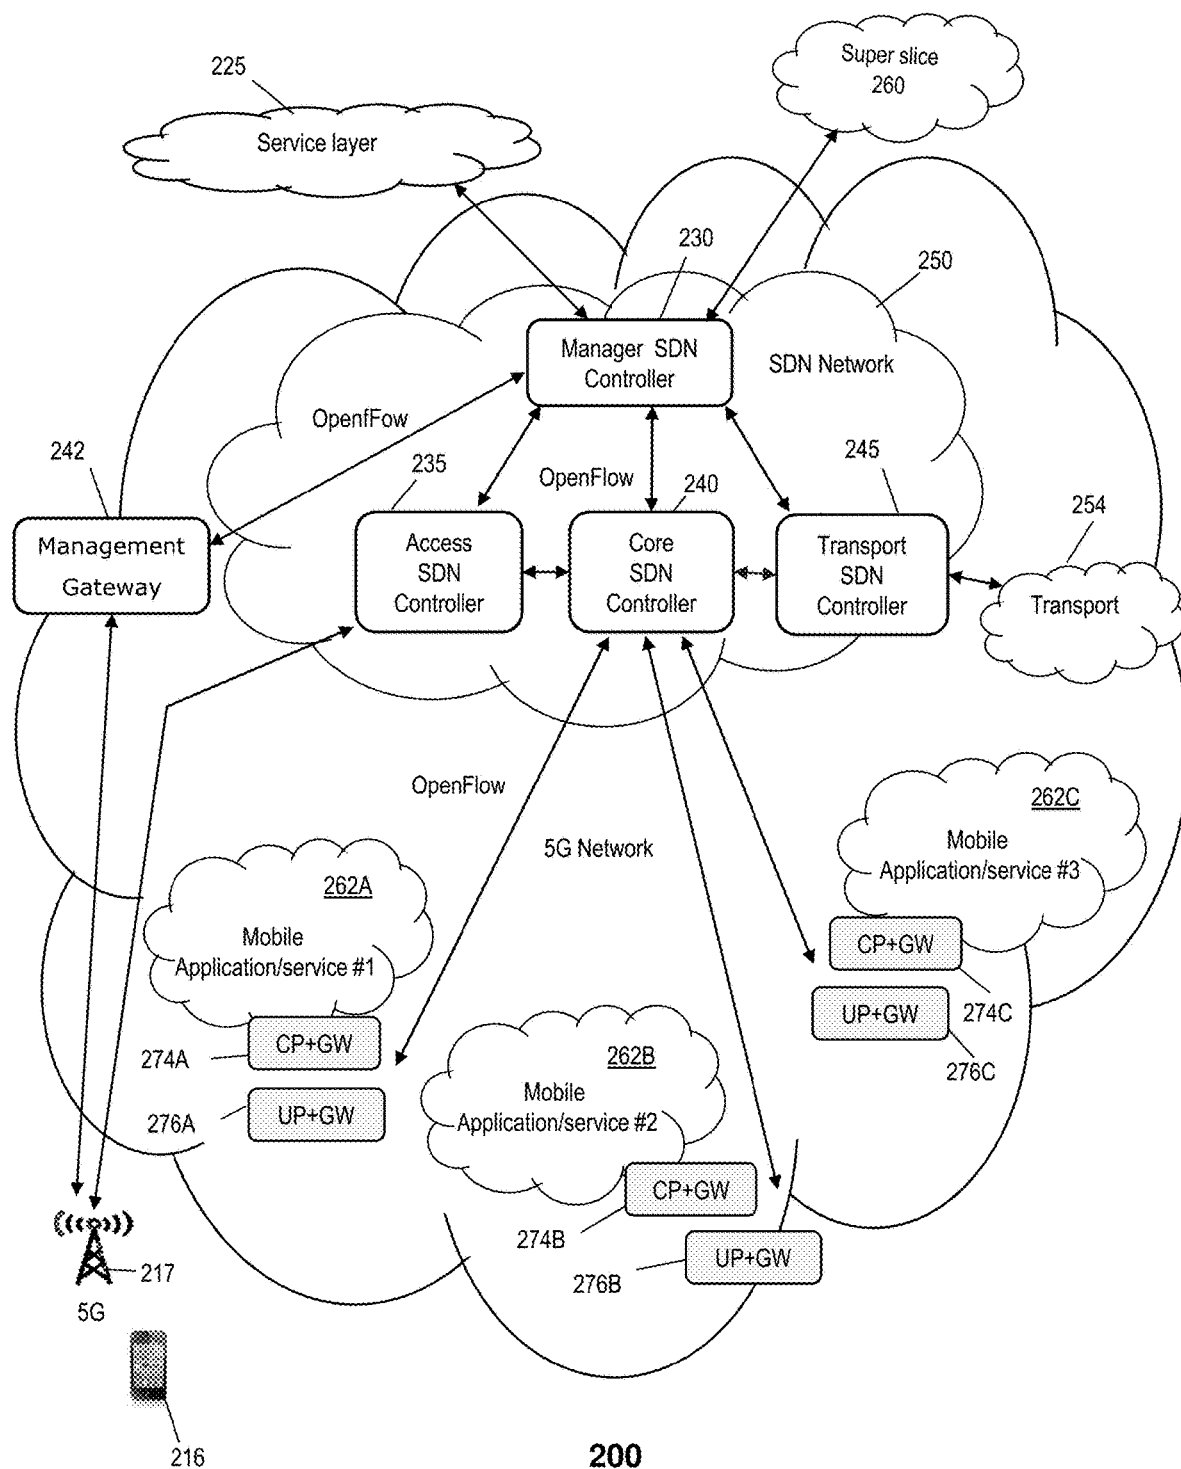 Super slice
260
225
Service layer
230
250
Manager SDN
Controller
SDN Network
OpenfFow
242
235
OpenFlow
240
245
254
Management
Gateway
Access
SDN
Controller
Core
SDN
Controller
Transport
SDN
Controller
Transport
OpenFlow
5G Network
262C
Mobile
Application/service #3
CP+GW
UP+GW
274C
276C
262A
Mobile
Application/service #1
CP+GW
274A
UP+GW
276A
262B
Mobile
Application/service #2
CP+GW
274B
UP+GW
276B
217
5G
216
200